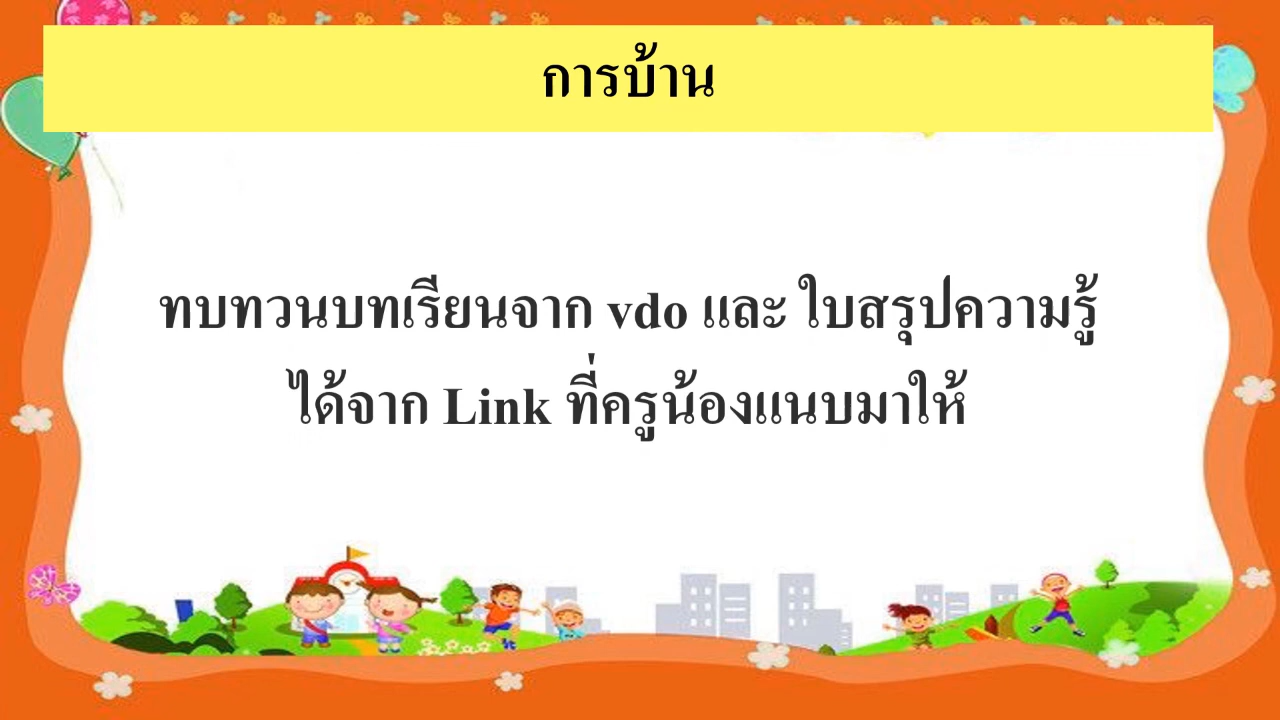 การบ้าน
ทบทวนบทเรียนจาก vdo และ ใบสรุปความรู้
ได้จาก Link ที่ครูน้องแนบมาให้